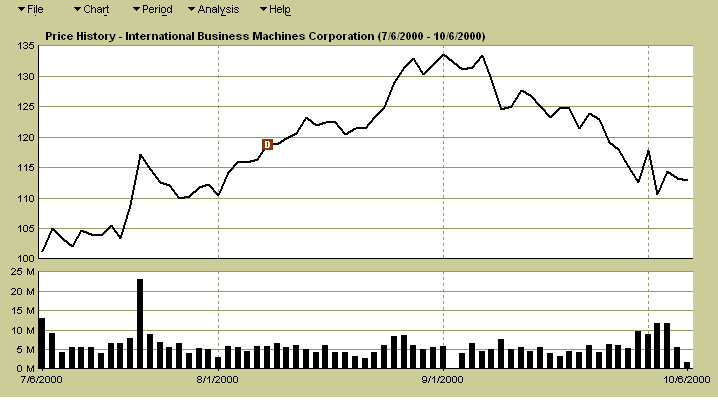 File Chart Period Analysis Help
Price History - International Business Machines Corporation (7/6/2000 - 10/6/2000)
135
130
125
120
115
110
105
100
D
25 M
20 M
15 M
10 M
5 M
0 M
7/6/2000 8/1/2000 9/1/2000 10/6/2000